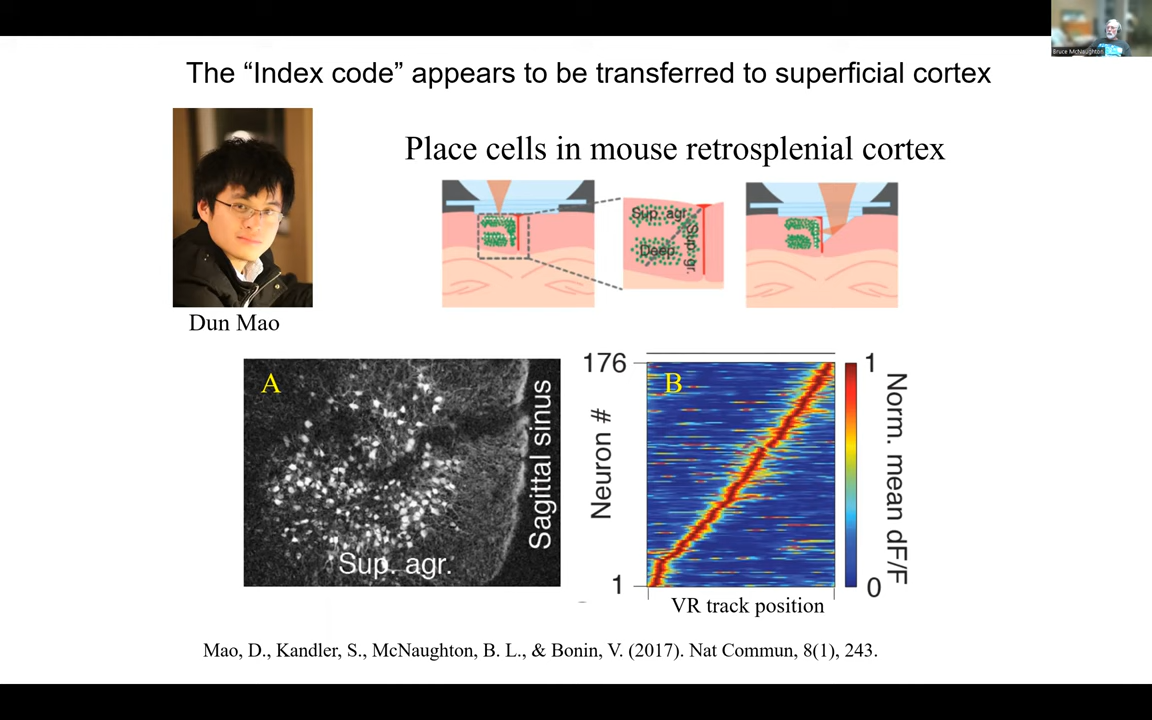 Bruce McNaughton
The “Index code” appears to be transferred to superficial cortex
Place cells in mouse retrosplenial cortex
Sup. agr.
Deep
Sup. gr.
Dun Mao
A
Sagittal sinus
Sup. agr.
176
Neuron #
1
B
VR track position
1
0
Norm. mean dF/F
Mao, D., Kandler, S., McNaughton, B. L., & Bonin, V. (2017). Nat Commun, 8(1), 243.